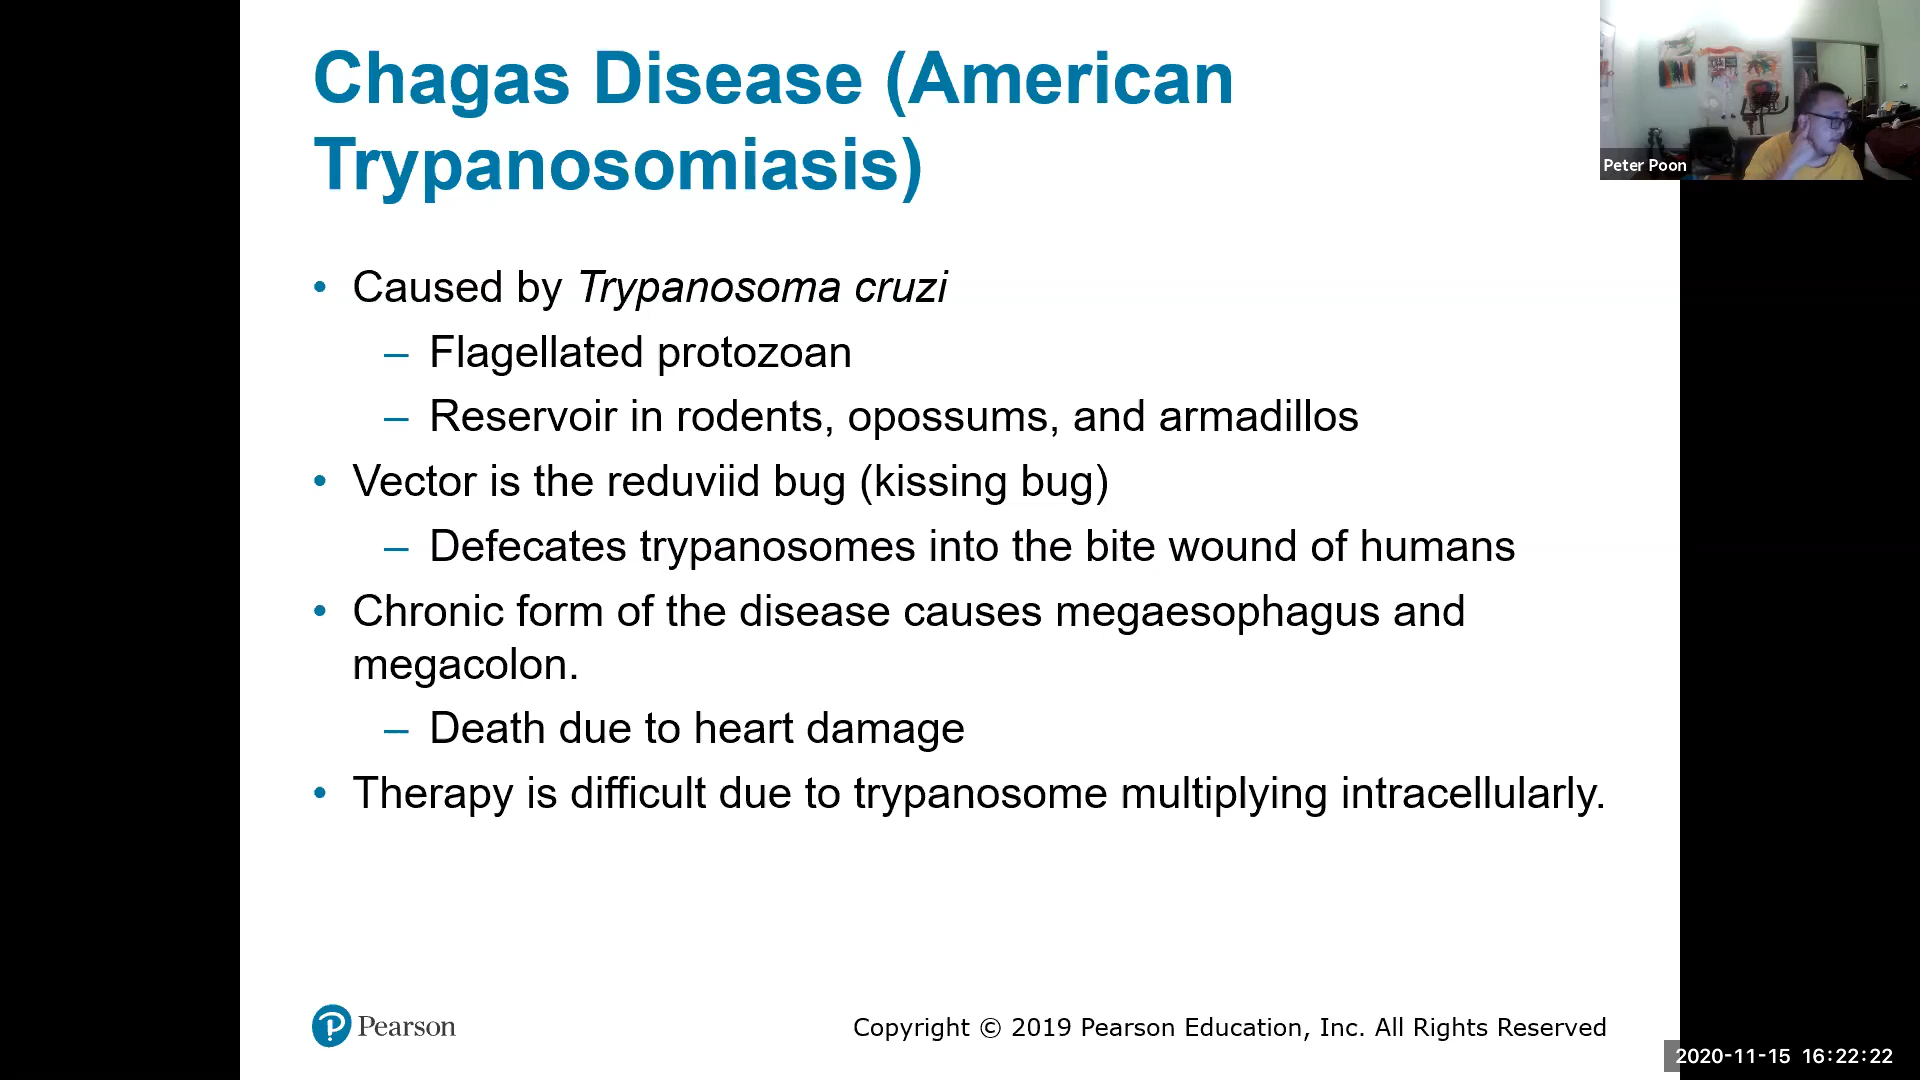 Chagas Disease (American
Trypanosomiasis)
Peter Poon
• Caused by Trypanosoma cruzi
– Flagellated protozoan
– Reservoir in rodents, opossums, and armadillos
• Vector is the reduviid bug (kissing bug)
– Defecates trypanosomes into the bite wound of humans
• Chronic form of the disease causes megaesophagus and
megacolon.
– Death due to heart damage
• Therapy is difficult due to trypanosome multiplying intracellularly.
Pearson
Copyright © 2019 Pearson Education, Inc. All Rights Reserved
2020-11-15 16:22:22